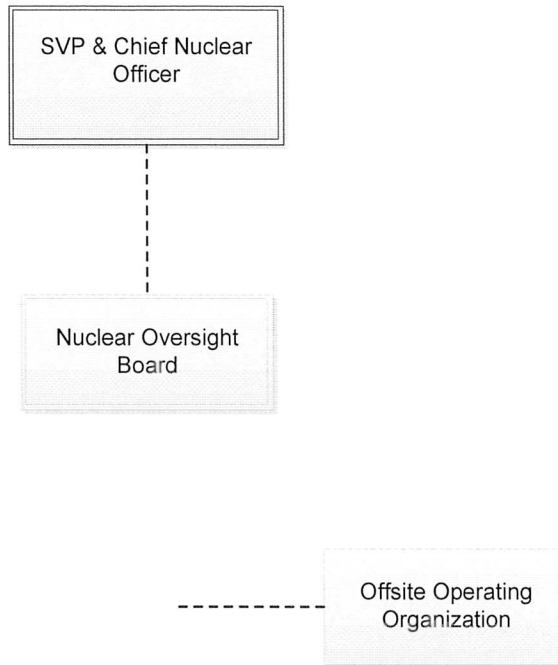 SVP & Chief Nuclear
Officer
Nuclear Oversight
Board
Offsite Operating
Organization